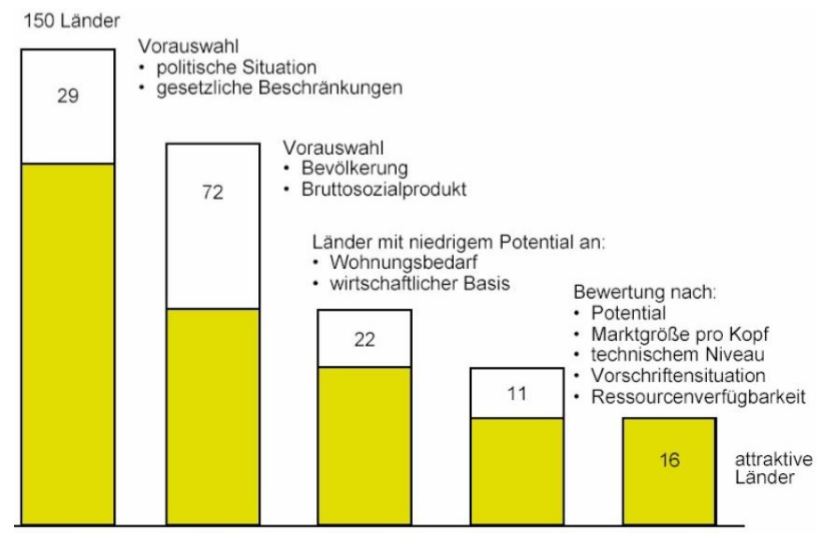 150 Länder
29
Vorauswahl
• politische Situation
• gesetzliche Beschränkungen
72
Vorauswahl
• Bevölkerung
• Bruttosozialprodukt
22
Länder mit niedrigem Potential an:
• Wohnungsbedarf
• wirtschaftlicher Basis
11
Bewertung nach:
• Potential
• Marktgröße pro Kopf
• technischem Niveau
• Vorschriftensituation
• Ressourcenverfügbarkeit
16
attraktive
Länder